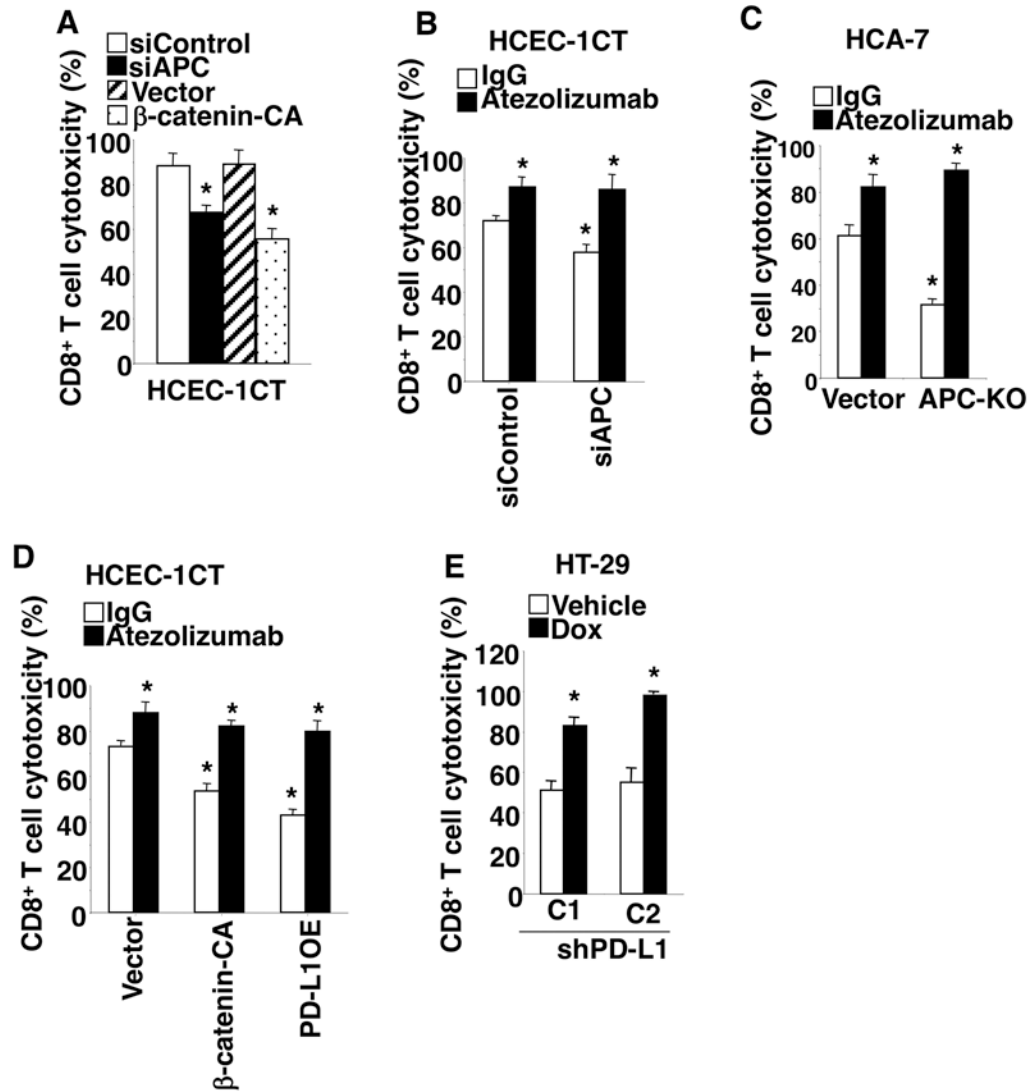 A
siControl
siAPC
Vector
β-catenin-CA
CD8+ T cell cytotoxicity (%)
100
80
60
40
20
0
*
*
HCEC-1CT
B
HCEC-1CT
IgG
Atezolizumab
CD8+ T cell cytotoxicity (%)
100
80
60
40
20
0
*
*
*
siControl
siAPC
C
HCA-7
IgG
Atezolizumab
CD8+ T cell cytotoxicity (%)
100
80
60
40
20
0
*
*
*
Vector APC-KO
D
HCEC-1CT
IgG
Atezolizumab
CD8+ T cell cytotoxicity (%)
100
80
60
40
20
0
*
*
*
*
*
Vector
β-catenin-CA
PD-L1OE
E
HT-29
Vehicle
Dox
CD8+ T cell cytotoxicity (%)
120
100
80
60
40
20
0
*
*
C1 C2
shPD-L1